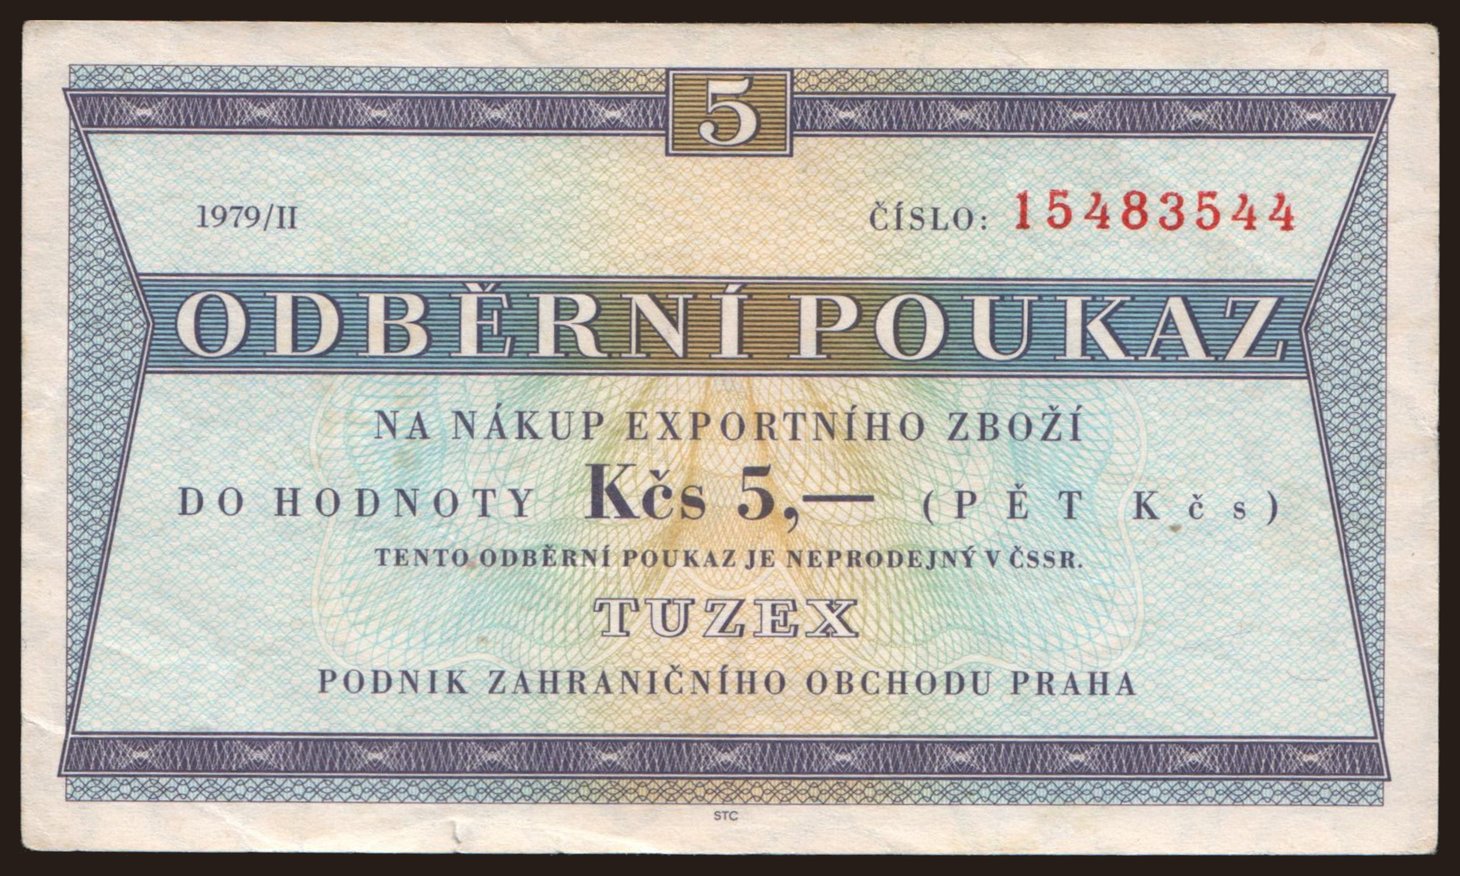 5
1979/II ČÍSLO: 15483544
ODBĚRNÍ POUKAZ
NA NÁKUP EXPORTNÍHO ZBOŽÍ
DO HODNOTY Kčs 5,— (PĚT Kčs)
TENTO ODBĚRNÍ POUKAZ JE NEPRODEJNÝ V ČSSR.
TUZEX
PODNIK ZAHRANIČNÍHO OBCHODU PRAHA
STC